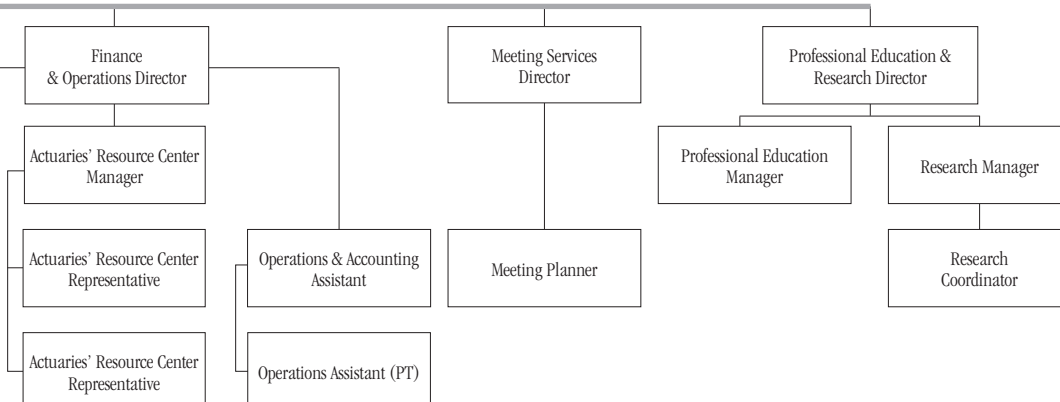 Finance
& Operations Director
Meeting Services
Director
Professional Education &
Research Director
Actuaries’ Resource Center
Manager
Professional Education
Manager
Research Manager
Actuaries’ Resource Center
Representative
Operations & Accounting
Assistant
Meeting Planner
Research
Coordinator
Actuaries’ Resource Center
Representative
Operations Assistant (PT)